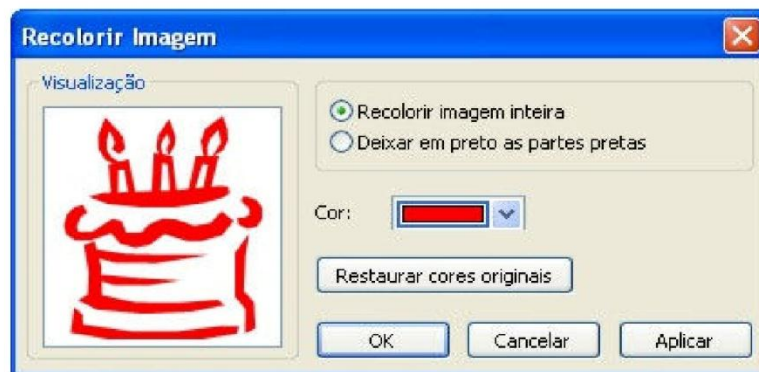 Recolorir Imagem
Visualização
Recolorir imagem inteira
Deixar em preto as partes pretas
Cor:
Restaurar cores originais
OK
Cancelar
Aplicar